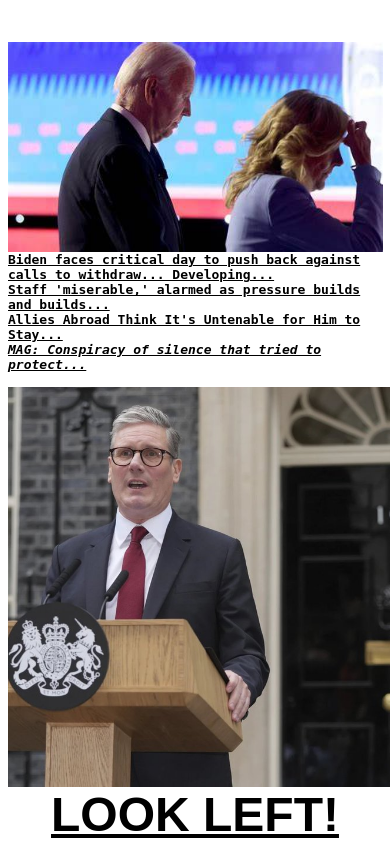 Biden faces critical day to push back against
calls to withdraw... Developing...
Staff 'miserable,' alarmed as pressure builds
and builds...
Allies Abroad Think It's Untenable for Him to
Stay...
MAG: Conspiracy of silence that tried to
protect...
LOOK LEFT!